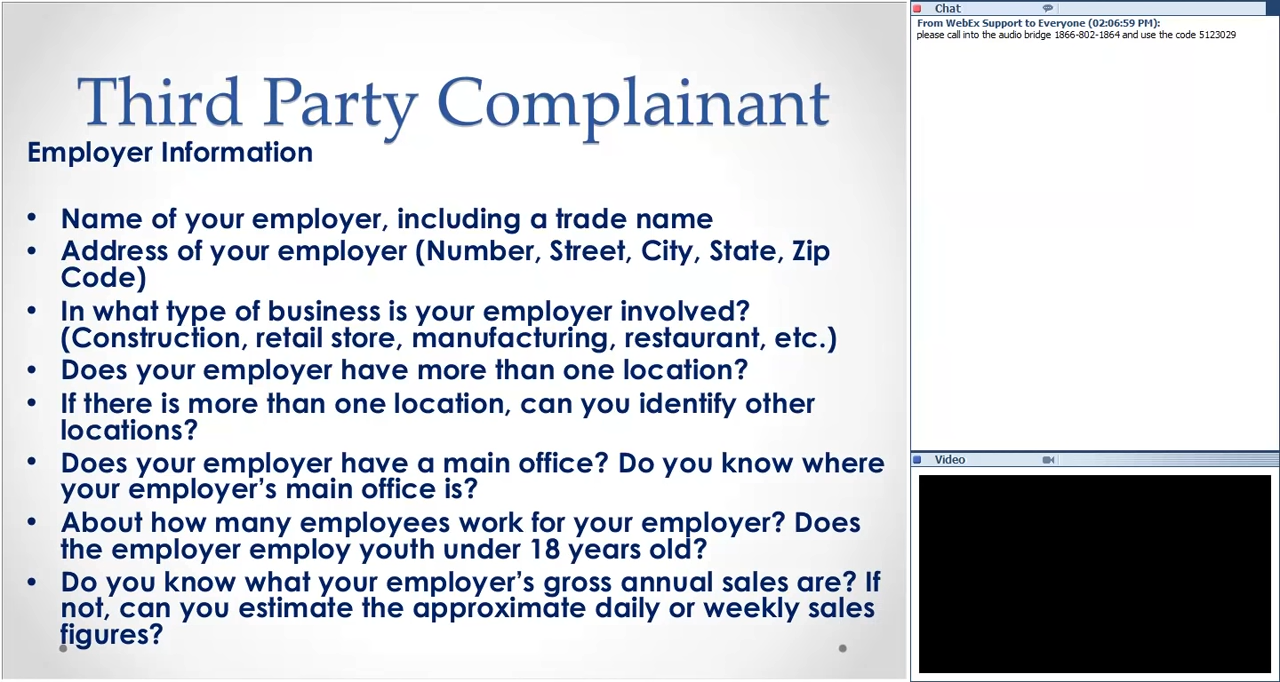 Third Party Complainant
Employer Information
• Name of your employer, including a trade name
• Address of your employer (Number, Street, City, State, Zip
Code)
• In what type of business is your employer involved?
(Construction, retail store, manufacturing, restaurant, etc.)
• Does your employer have more than one location?
• If there is more than one location, can you identify other
locations?
• Does your employer have a main office? Do you know where
your employer’s main office is?
• About how many employees work for your employer? Does
the employer employ youth under 18 years old?
• Do you know what your employer’s gross annual sales are? If
not, can you estimate the approximate daily or weekly sales
figures?
Chat
From WebEx Support to Everyone (02:06:59 PM):
please call into the audio bridge 1866-802-1864 and use the code 5123029
Video